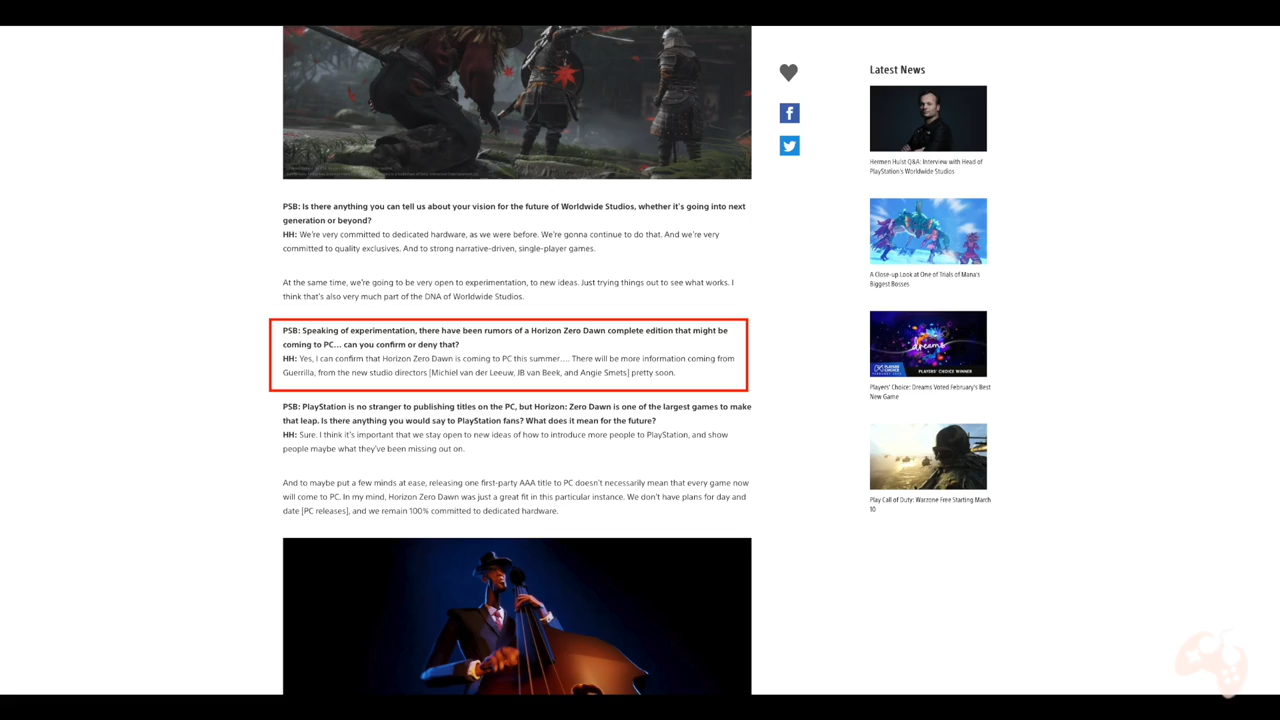 PSB: Is there anything you can tell us about your vision for the future of Worldwide Studios, whether it's going into next
generation or beyond?
HH: We're very committed to dedicated hardware, as we were before. We're gonna continue to do that. And we're very
committed to quality exclusives. And to strong narrative-driven, single-player games.
At the same time, we're going to be very open to experimentation, to new ideas. Just trying things out to see what works. I
think that's also very much part of the DNA of Worldwide Studios.
PSB: Speaking of experimentation, there have been rumors of a Horizon Zero Dawn complete edition that might be
coming to PC... can you confirm or deny that?
HH: Yes, I can confirm that Horizon Zero Dawn is coming to PC this summer.... There will be more information coming from
Guerrilla, from the new studio directors [Michiel van der Leuw, JB van Beek, and Angie Smets] pretty soon.
PSB: PlayStation is no stranger to publishing titles on the PC, but Horizon: Zero Dawn is one of the largest games to make
that leap. Is there anything you would say to PlayStation fans? What does it mean for the future?
HH: Sure. I think it's important that we stay open to new ideas of how to introduce more people to PlayStation, and show
people maybe what they've been missing out on.
And to maybe put a few minds at ease, releasing one first-party AAA title to PC doesn't necessarily mean that every game now
will come to PC. In my mind, Horizon Zero Dawn was just a great fit in this particular instance. We don't have plans for day and
date [PC releases], and we remain 100% committed to dedicated hardware.
Latest News
Hermen Hulst Q&A: Interview with Head of
PlayStation's Worldwide Studios
A Close-up Look at One of Trials of Mana's
Biggest Bosses
dreams
PLAYERS' CHOICE WINNER
Players' Choice: Dreams Voted February's Best
New Game
Play Call of Duty: Warzone Free Starting March
10